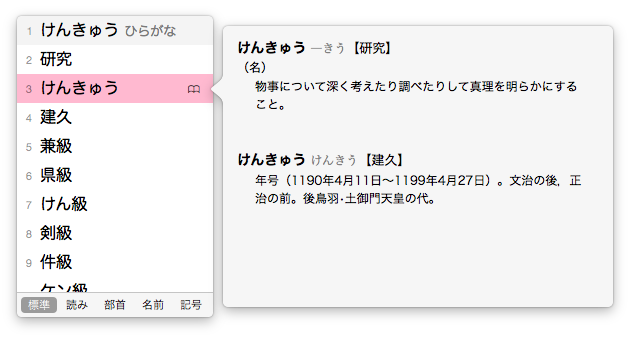 1 けんきゅう ひらがな
2 研究
3 けんきゅう
4 建久
5 兼級
6 県級
7 けん級
8 剣級
9 件級
ケン級
標準 読み 部首 名前 記号
けんきゅう ―きう【研究】
（名）
物事について深く考えたり調べたりして真理を明らかにする
こと。
けんきゅう けんきう【建久】
年号（1190年4月11日〜1199年4月27日）。文治の後，正
治の前。後鳥羽・土御門天皇の代。